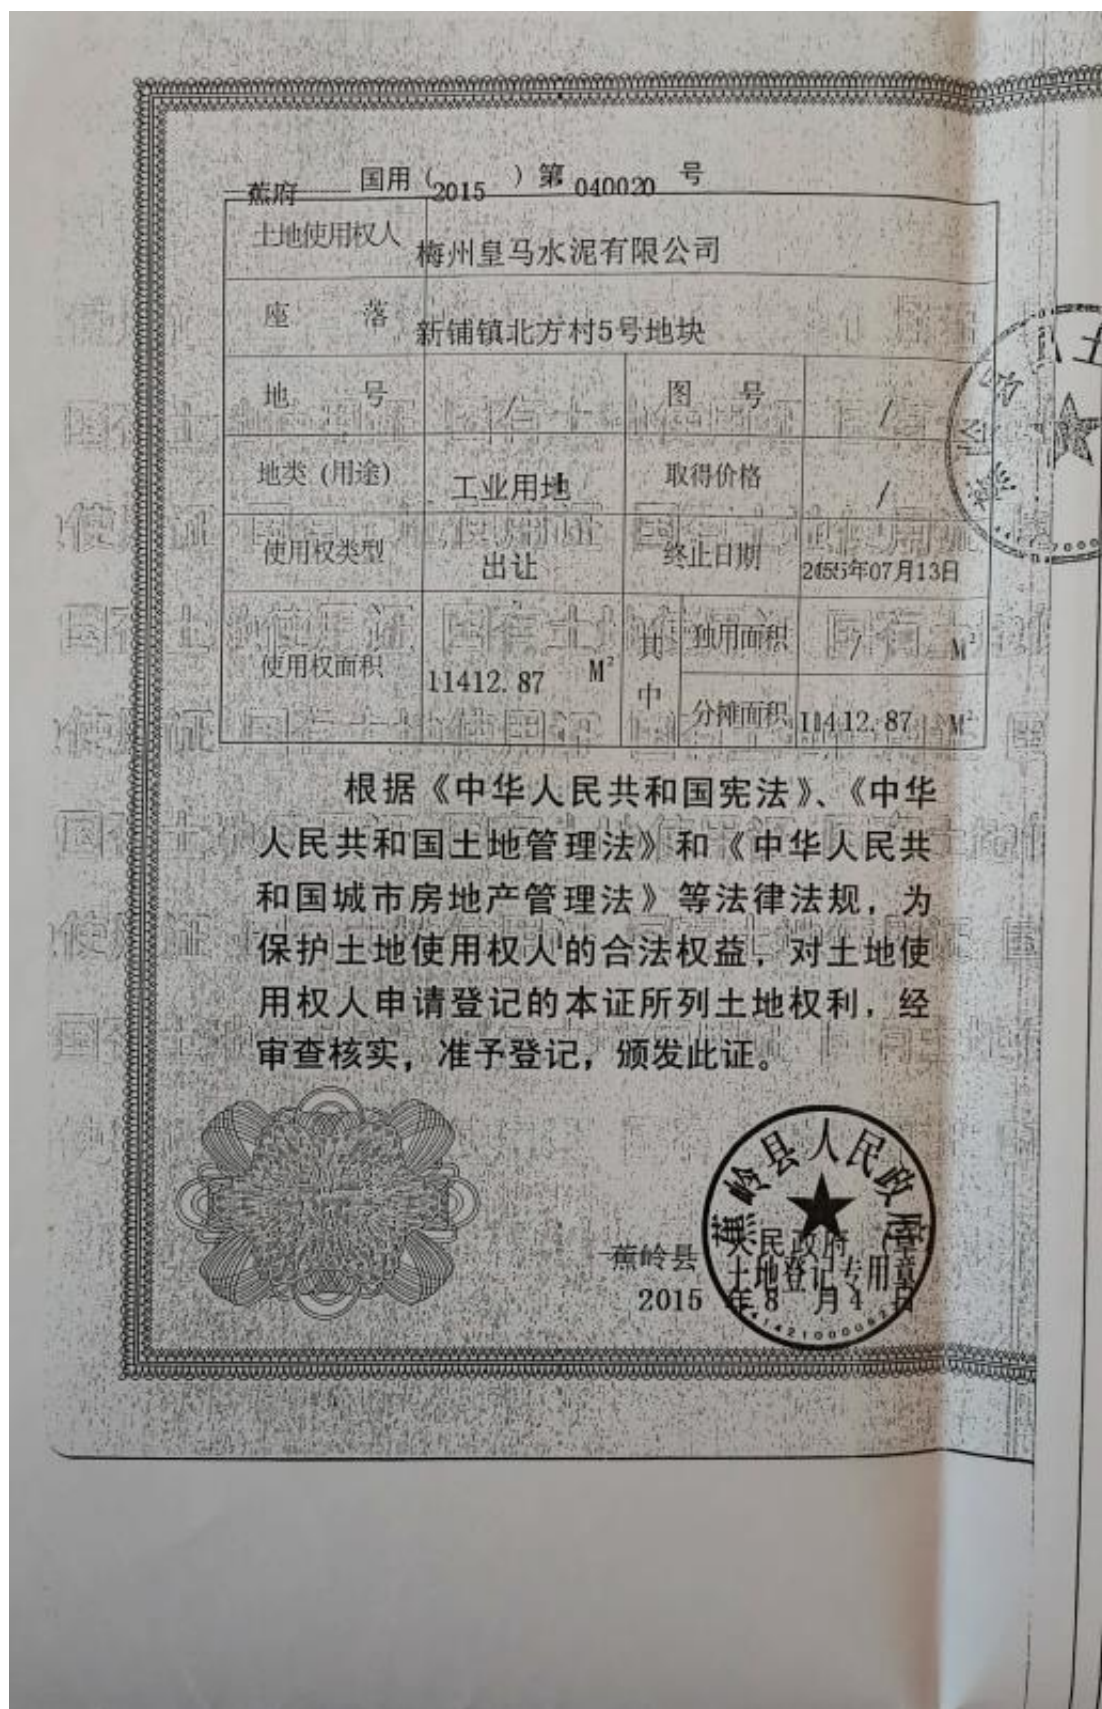 蕉府 国用（2015）第 040020 号
土地使用权人 梅州皇马水泥有限公司
座落 新铺镇北方村5号地块
地号 / 图号 /
地类（用途） 工业用地 取得价格 /
使用权类型 出让 终止日期 年07月13日
使用权面积 11412.87 M² 其中 独用面积 / M²
分摊面积 11412.87 M²
根据《中华人民共和国宪法》、《中华
人民共和国土地管理法》和《中华人民共
和国城市房地产管理法》等法律法规，为
保护土地使用权人的合法权益，对土地使
用权人申请登记的本证所列土地权利，经
审查核实，准予登记，颁发此证。
蕉岭县人民政府
土地登记专用章
蕉岭县 人民政府（章）
2015 年 8 月 4 日